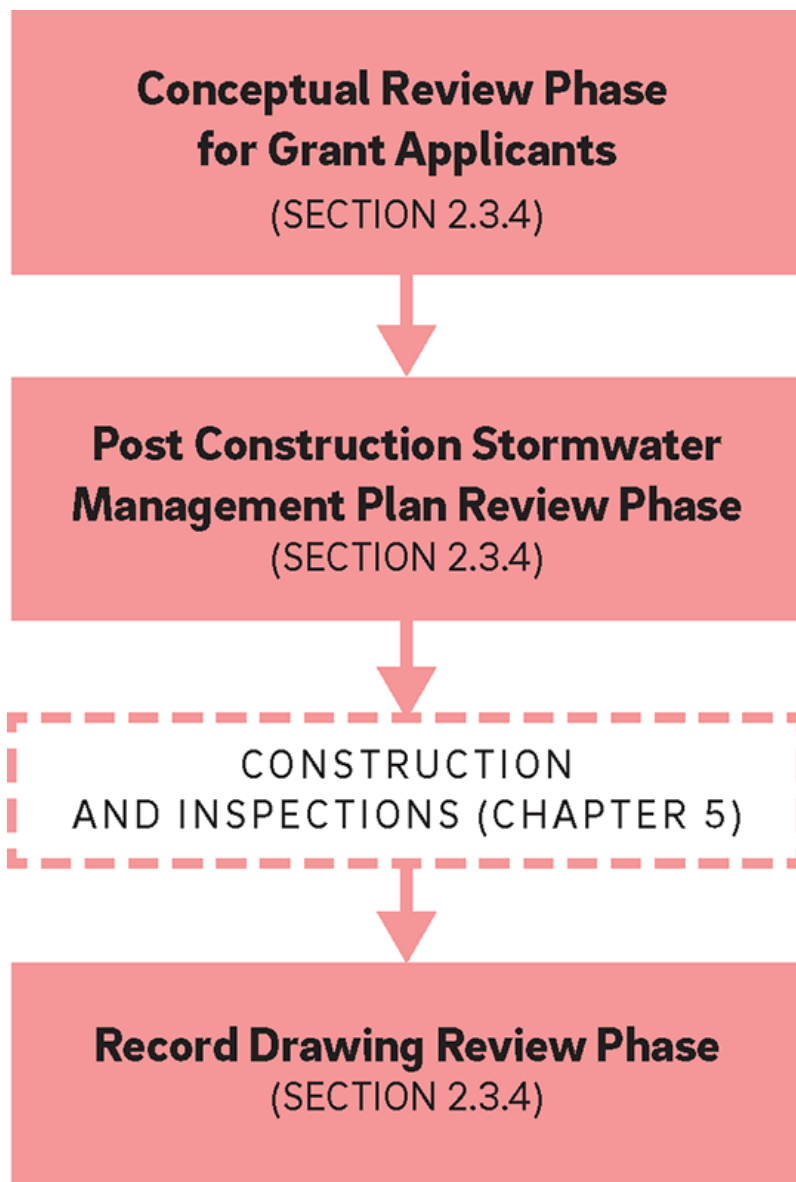 Conceptual Review Phase
for Grant Applicants
(SECTION 2.3.4)
Post Construction Stormwater
Management Plan Review Phase
(SECTION 2.3.4)
CONSTRUCTION
AND INSPECTIONS (CHAPTER 5)
Record Drawing Review Phase
(SECTION 2.3.4)